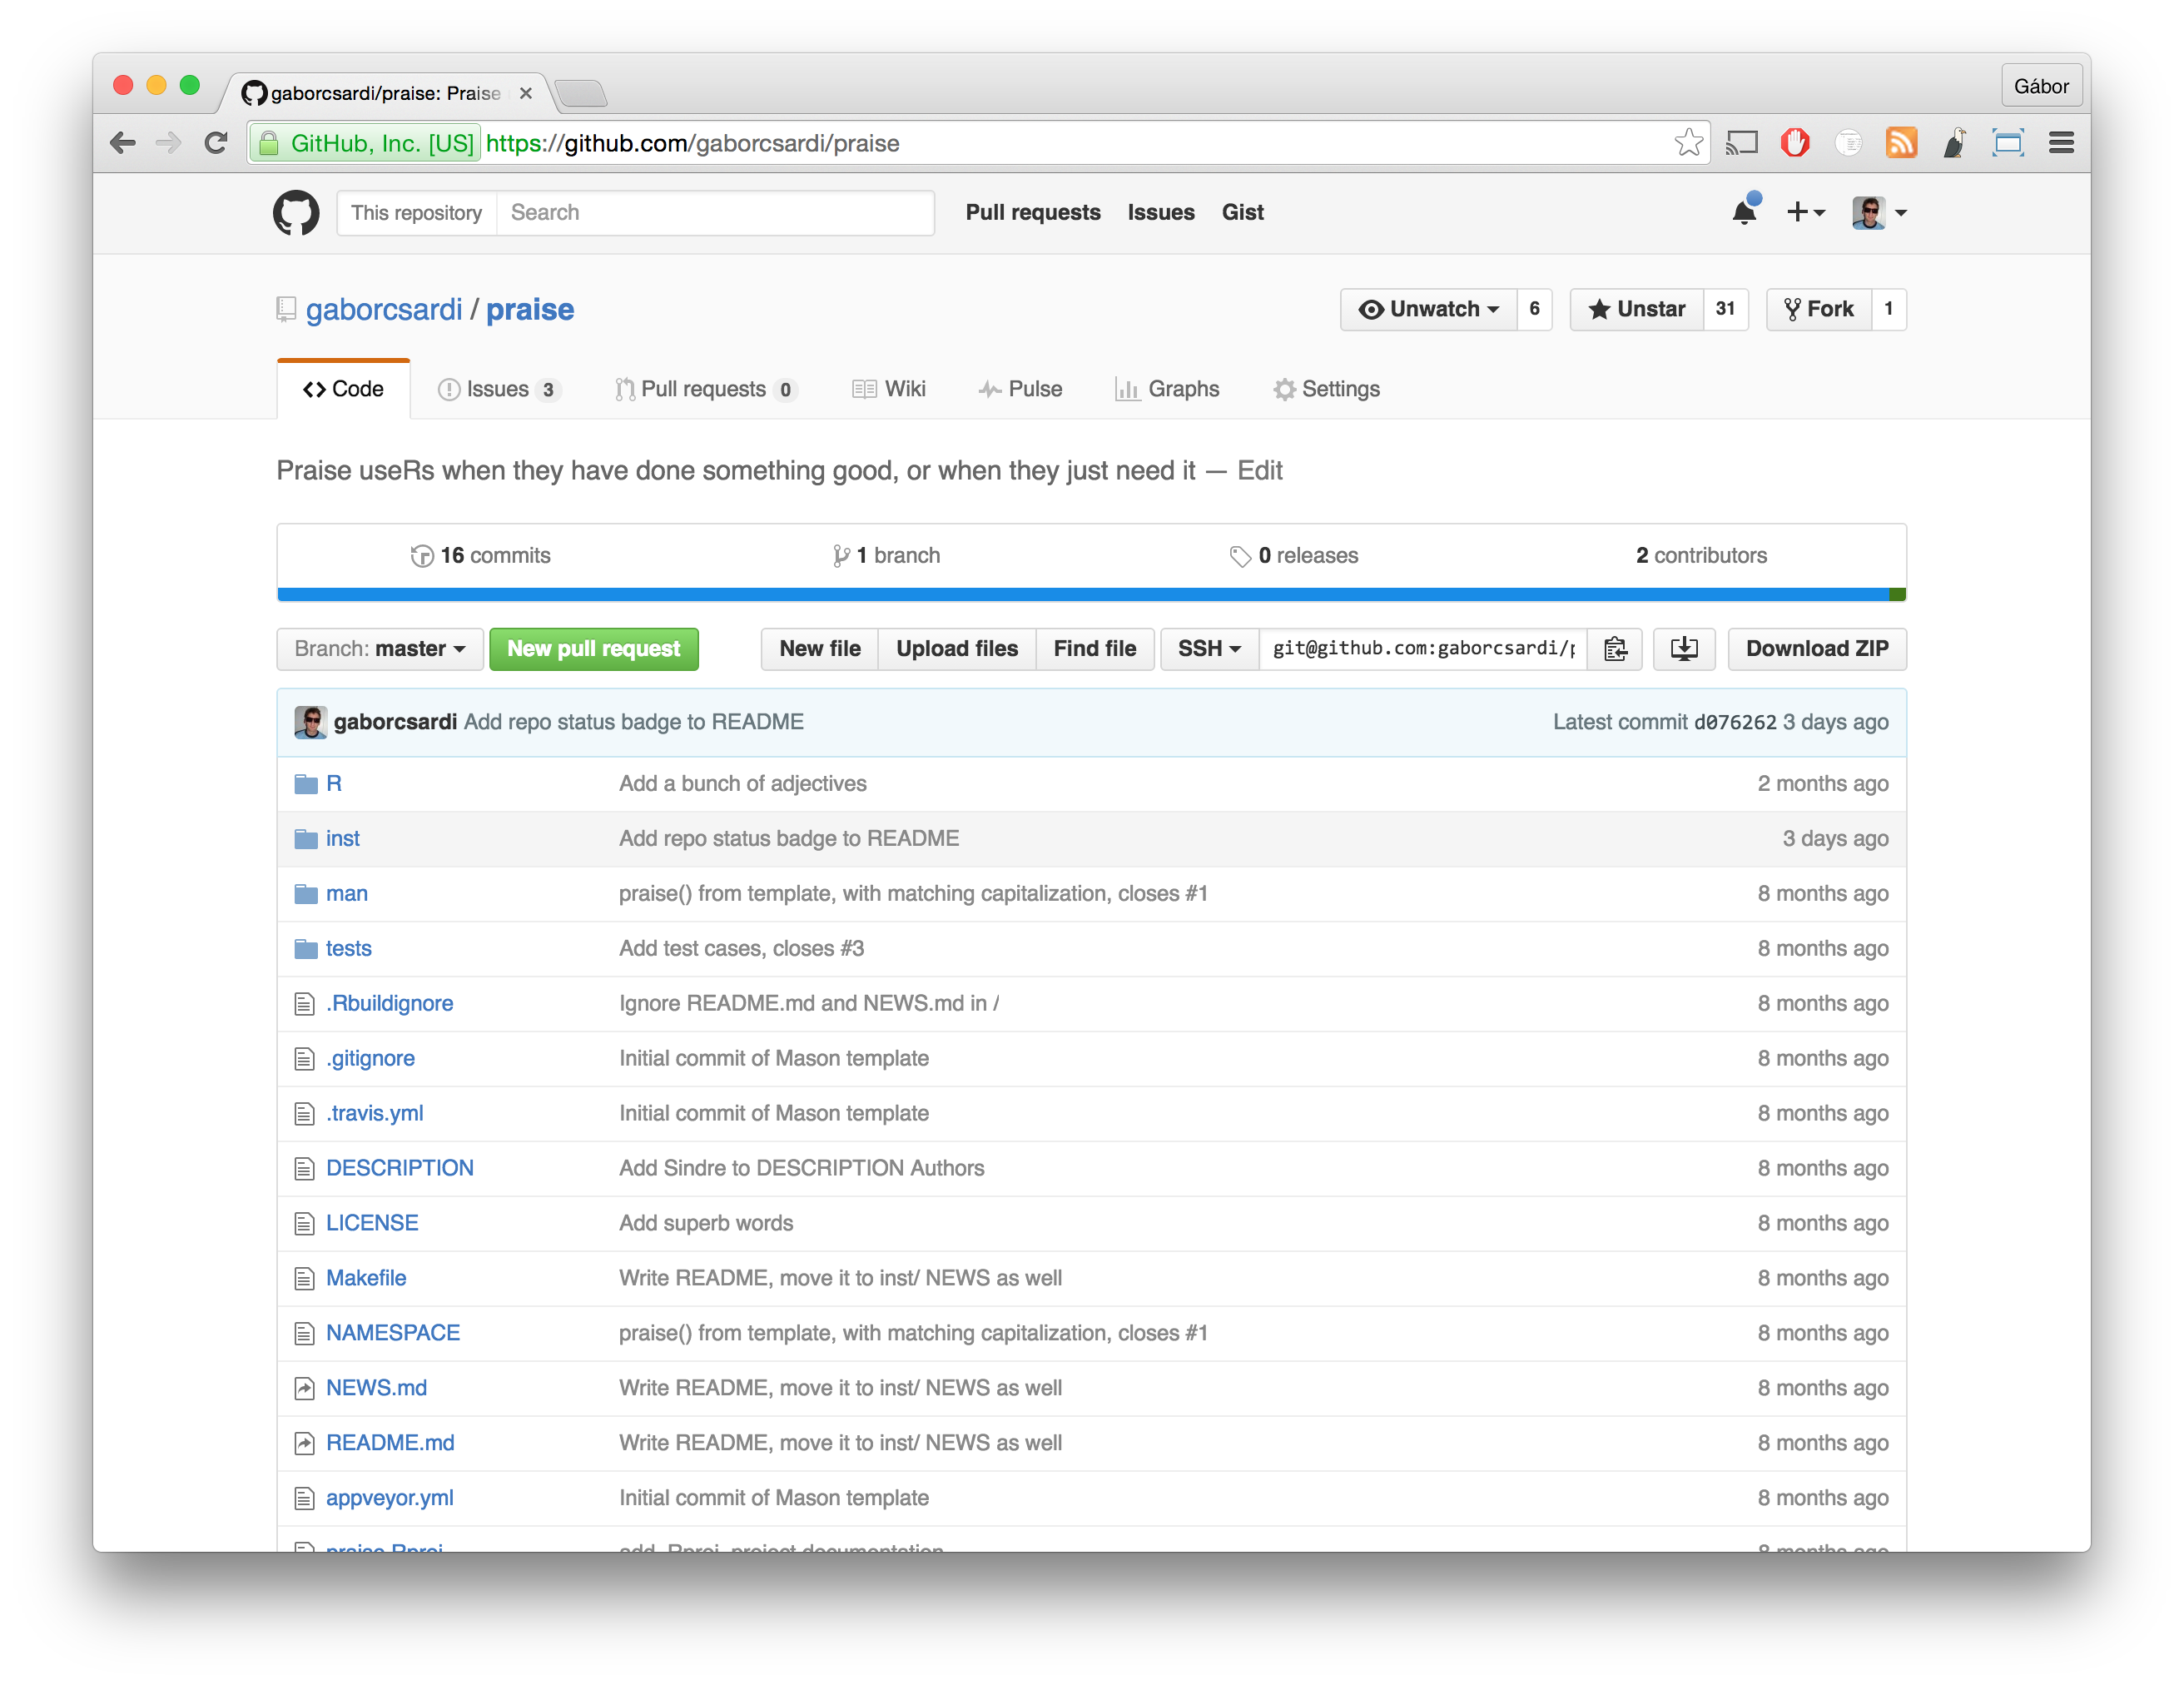 gaborcsardi/praise: Praise
Gábor
GitHub, Inc. [US] https://github.com/gaborcsardi/praise
This repository Search Pull requests Issues Gist
gaborcsardi / praise Unwatch 6 Unstar 31 Fork 1
Code Issues 3 Pull requests 0 Wiki Pulse Graphs Settings
Praise useRs when they have done something good, or when they just need it — Edit
16 commits 1 branch 0 releases 2 contributors
Branch: master New pull request New file Upload files Find file SSH git@github.com:gaborcsardi/p Download ZIP
gaborcsardi Add repo status badge to README Latest commit d076262 3 days ago
R Add a bunch of adjectives 2 months ago
inst Add repo status badge to README 3 days ago
man praise() from template, with matching capitalization, closes #1 8 months ago
tests Add test cases, closes #3 8 months ago
.Rbuildignore Ignore README.md and NEWS.md in / 8 months ago
.gitignore Initial commit of Mason template 8 months ago
.travis.yml Initial commit of Mason template 8 months ago
DESCRIPTION Add Sindre to DESCRIPTION Authors 8 months ago
LICENSE Add superb words 8 months ago
Makefile Write README, move it to inst/ NEWS as well 8 months ago
NAMESPACE praise() from template, with matching capitalization, closes #1 8 months ago
NEWS.md Write README, move it to inst/ NEWS as well 8 months ago
README.md Write README, move it to inst/ NEWS as well 8 months ago
appveyor.yml Initial commit of Mason template 8 months ago
praise.Rproj add .Rproj, project documentation 8 months ago